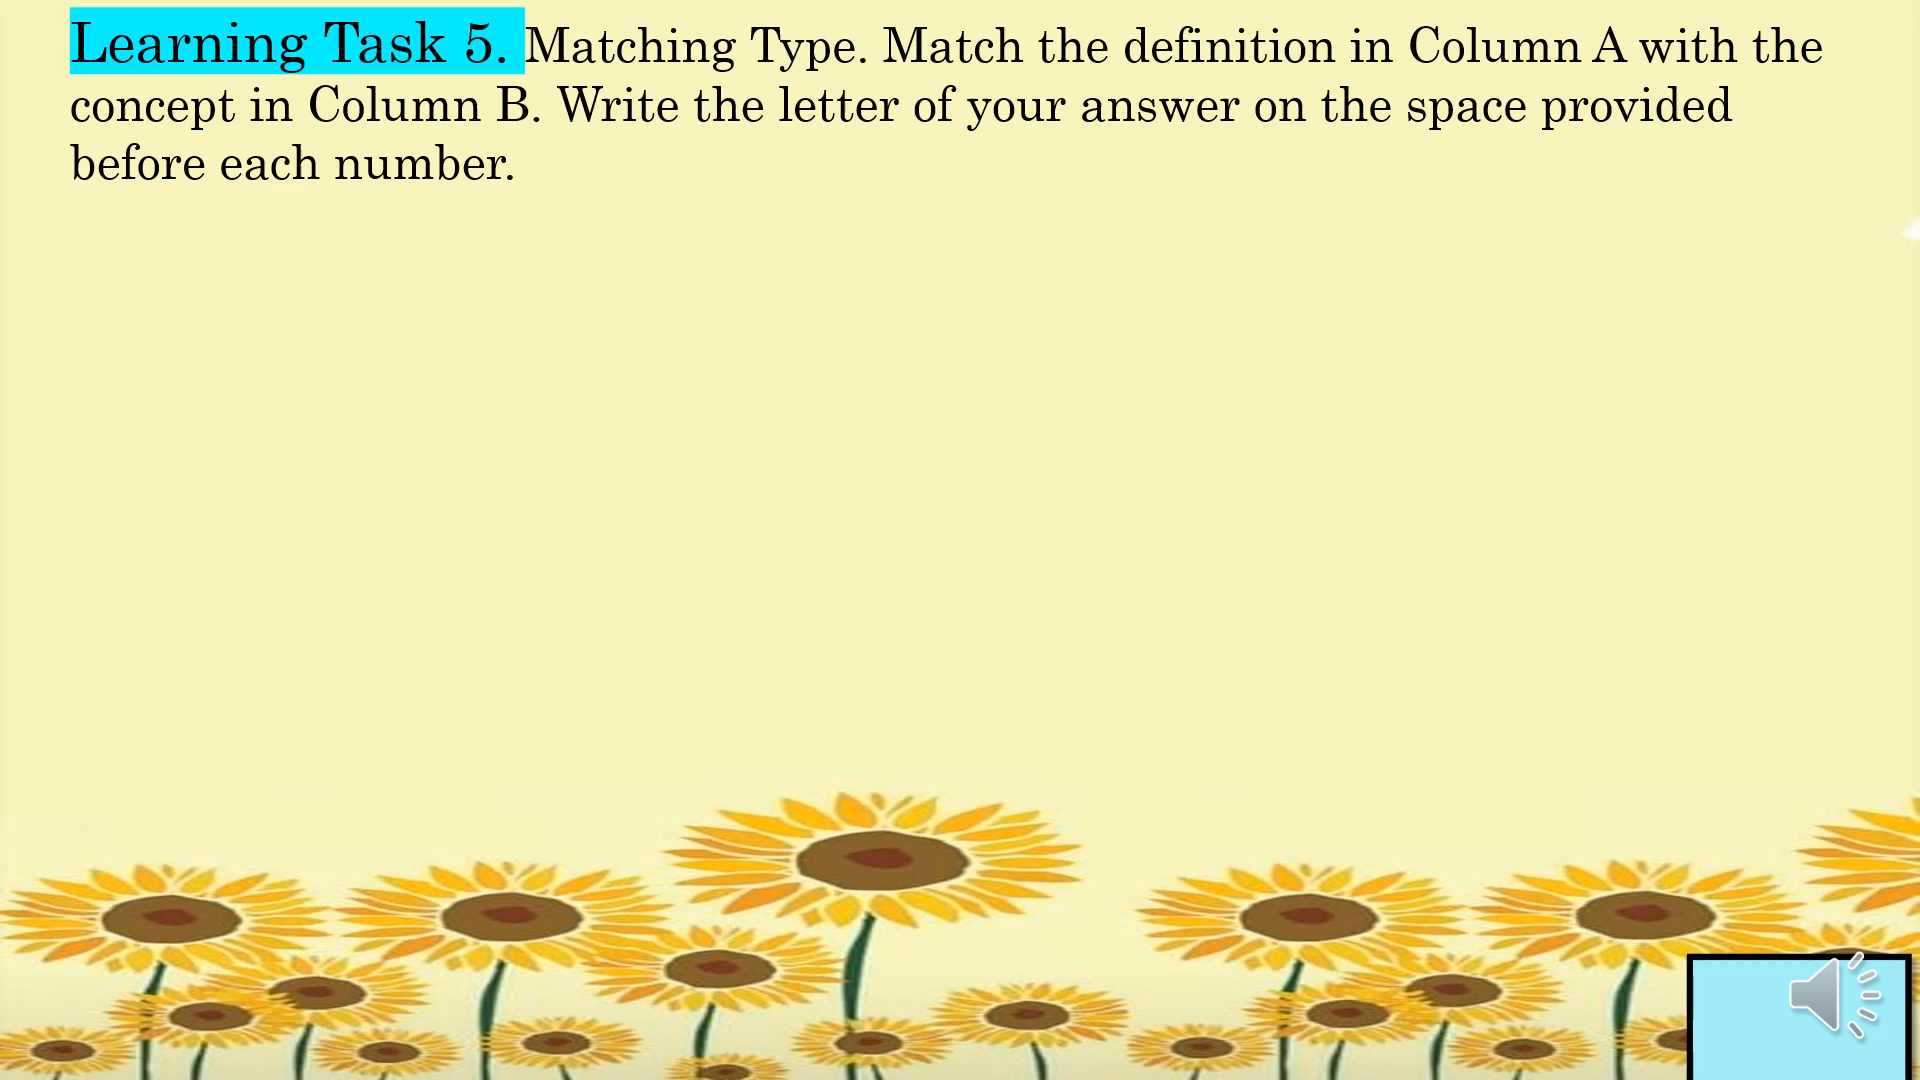 Learning Task 5. Matching Type. Match the definition in Column A with the
concept in Column B. Write the letter of your answer on the space provided
before each number.